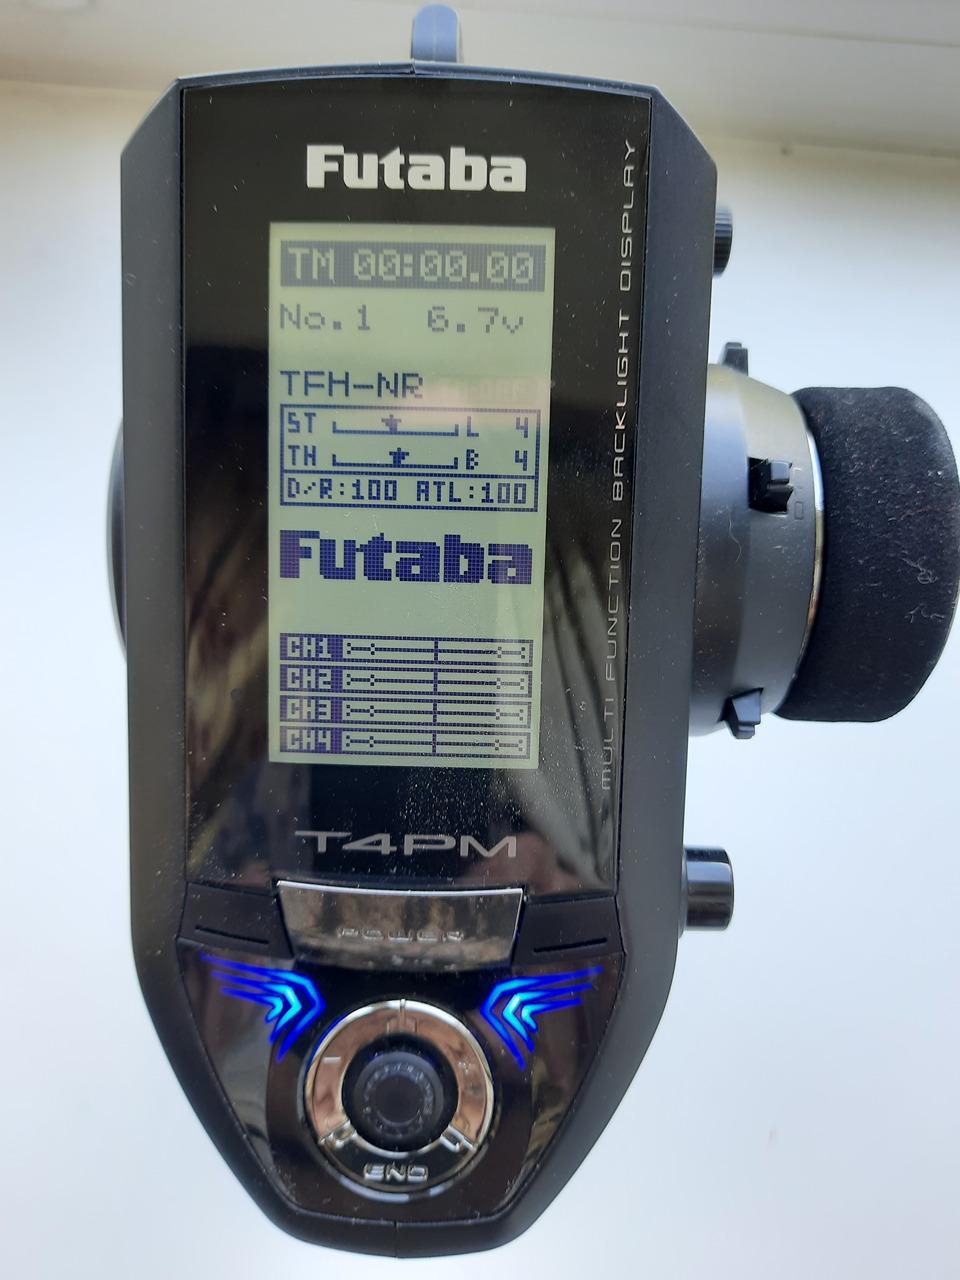 Futaba
TM 00:00.00
No.1 6.7v
TFH-NR
ST L 4
TH B 4
D/R:100 ATL:100
Futaba
CH1
CH2
CH3
CH4
MULTI FUNCTION BACKLIGHT DISPLAY
T4PM
POWER
END